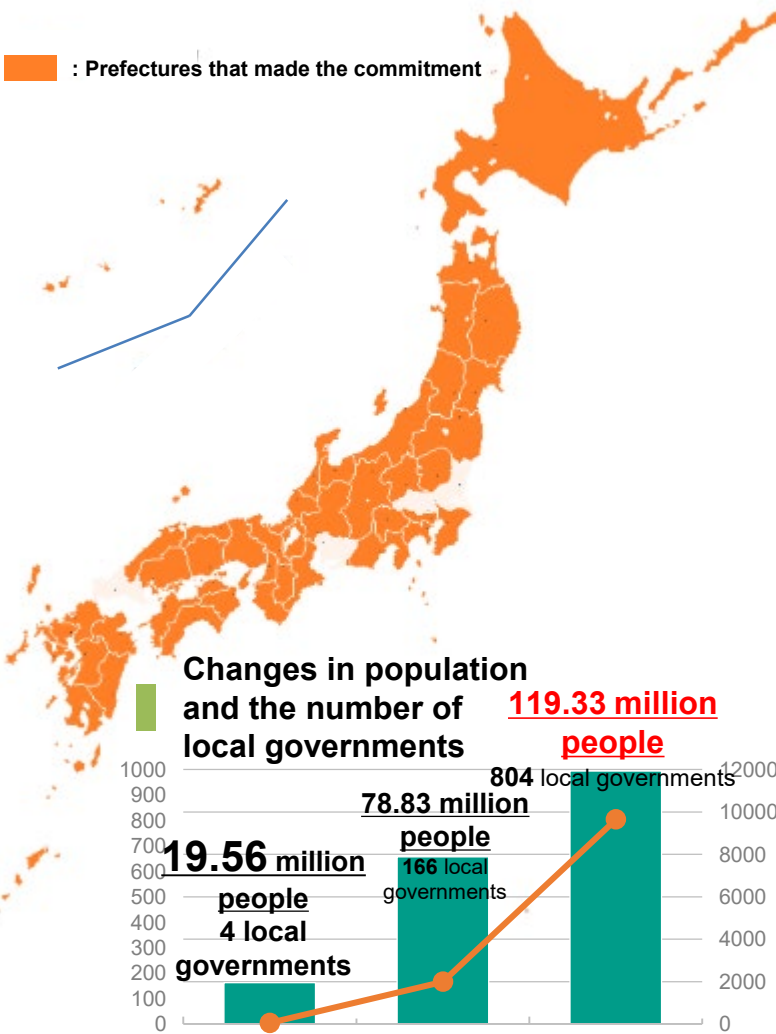 : Prefectures that made the commitment
Changes in population
and the number of
local governments
119.33 million
people
804 local governments
78.83 million
people
166 local
governments
19.56 million
people
4 local
governments
1000
900
800
700
600
500
400
300
200
100
0
12000
10000
8000
6000
4000
2000
0